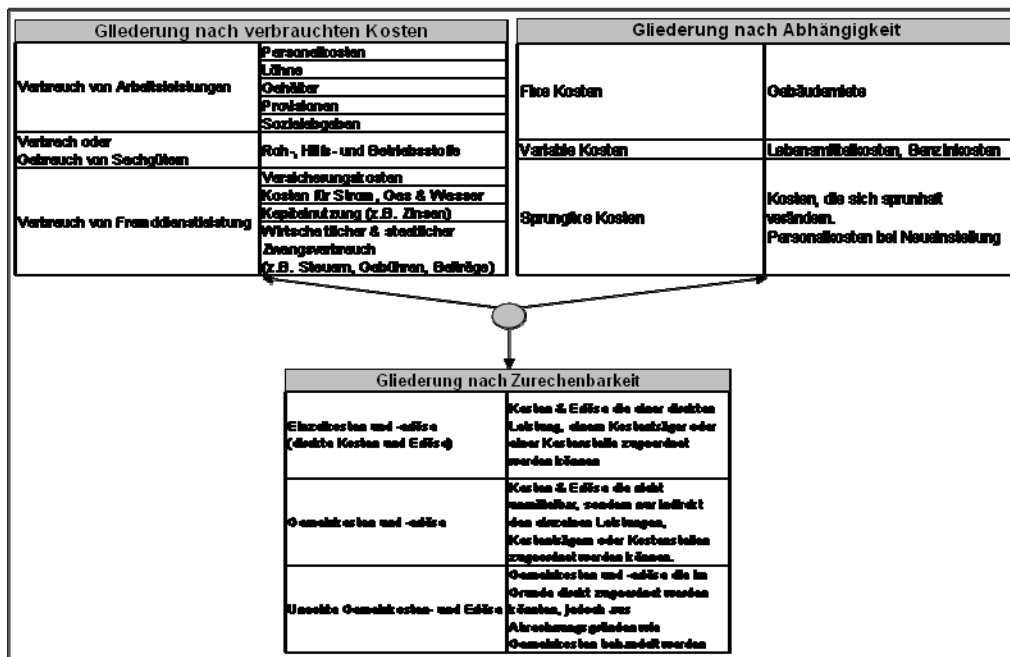 Gliederung nach verbrauchten Kosten
Verbrauch von Arbeitsleistungen
Personalkosten
Löhne
Gehälter
Provisionen
Sozialabgaben
Verbrach oder
Gebrauch von Sachgütern
Roh-, Hilfs- und Betriebsstoffe
Verbrauch von Fremddienstleistung
Versicherungskosten
Kosten für Strom, Gas & Wasser
Kapitalnutzung (z.B. Zinsen)
Wirtschaftlicher & staatlicher
Zwangsverbrauch
(z.B. Steuern, Gebühren, Beiträge)
Gliederung nach Abhängigkeit
Fixe Kosten
Gebäudemiete
Variable Kosten
Lebensmittelkosten, Benzinkosten
Sprungfixe Kosten
Kosten, die sich sprunhaft
verändern.
Personalkosten bei Neueinstellung
Gliederung nach Zurechenbarkeit
Einzelkosten und -erlöse
(direkte Kosten und Erlöse)
Kosten & Erlöse die einer direkten
Leistung, einem Kostenträger oder
einer Kostenstelle zugeordnet
werden können
Gemeinkosten und -erlöse
Kosten & Erlöse die nicht
unmittelbar, sondern nur indirekt
den einzelnen Leistungen,
Kostenträgern oder Kostenstellen
zugeordnet werden können.
Unechte Gemeinkosten- und Erlöse
Gemeinkosten und -erlöse die im
Grunde direkt zugeordnet werden
könnten, jedoch aus
Abrechnungsgründen wie
Gemeinkosten behandelt werden